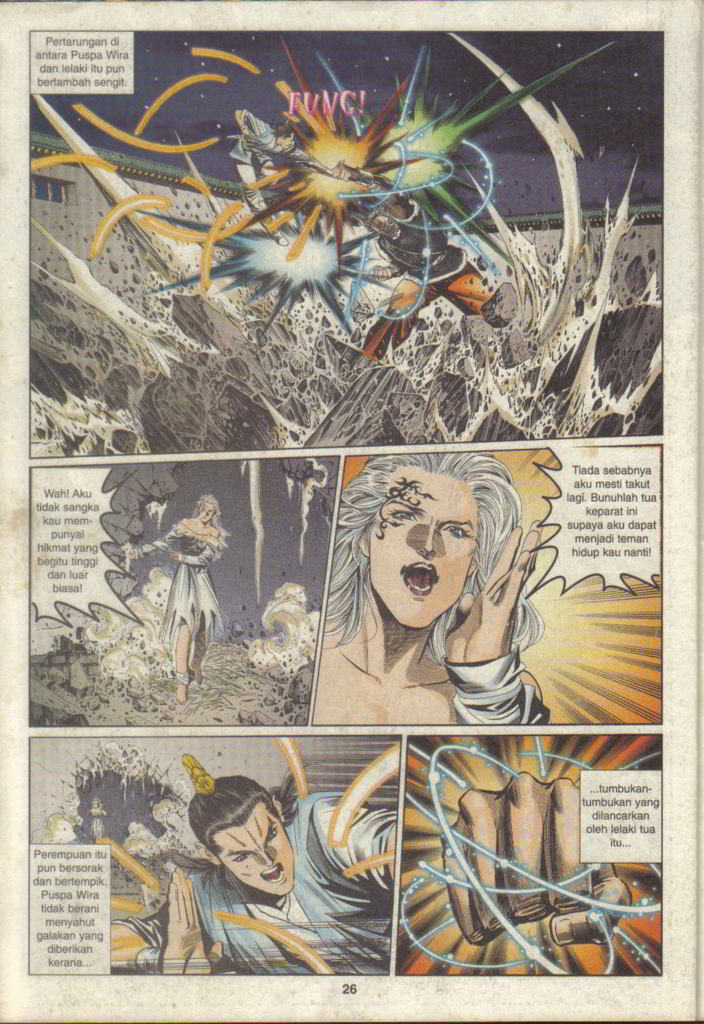 Pertarungan di
antara Puspa Wira
dan lelaki itu pun
bertambah sengit.
TUNG!
Wah! Aku
tidak sangka
kau mem-
punyai
hikmat yang
begitu tinggi
dan luar
biasa!
Tiada sebabnya
aku mesti takut
lagi. Bunuhlah tua
keparat ini
supaya aku dapat
menjadi teman
hidup kau nanti!
Perempuan itu
pun bersorak
dan bertempik.
Puspa Wira
tidak berani
menyahut
galakan yang
diberikan
kerana...
...tumbukan-
tumbukan yang
dilancarkan
oleh lelaki tua
itu...
26